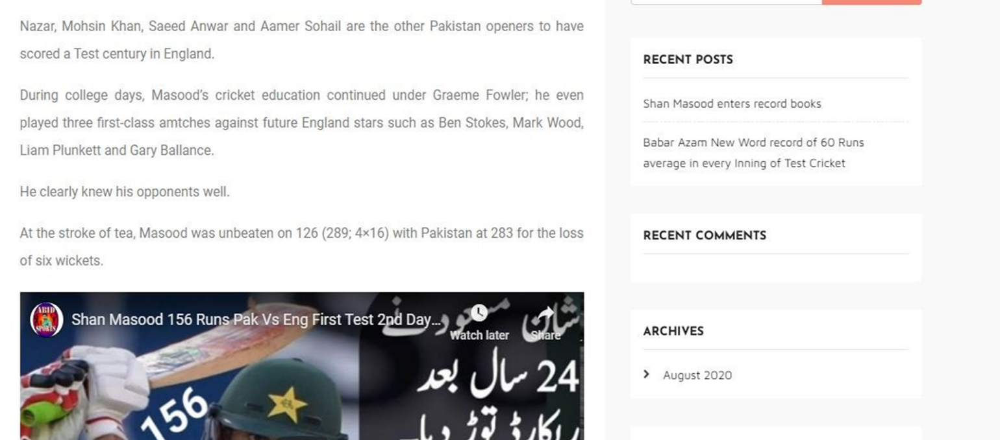 Nazar, Mohsin Khan, Saeed Anwar and Aamer Sohail are the other Pakistan openers to have
scored a Test century in England.
During college days, Masood's cricket education continued under Graeme Fowler; he even
played three first-class amtches against future England stars such as Ben Stokes, Mark Wood,
Liam Plunkett and Gary Ballance.
He clearly knew his opponents well.
At the stroke of tea, Masood was unbeaten on 126 (289; 4×16) with Pakistan at 283 for the loss
of six wickets.
ABID
SPORTS
Shan Masood 156 Runs Pak Vs Eng First Test 2nd Day...
Watch later
Share
شان مسعود نے
24 سال بعد
ریکارڈ توڑ دیا
156
RECENT POSTS
Shan Masood enters record books
Babar Azam New Word record of 60 Runs
average in every Inning of Test Cricket
RECENT COMMENTS
ARCHIVES
August 2020